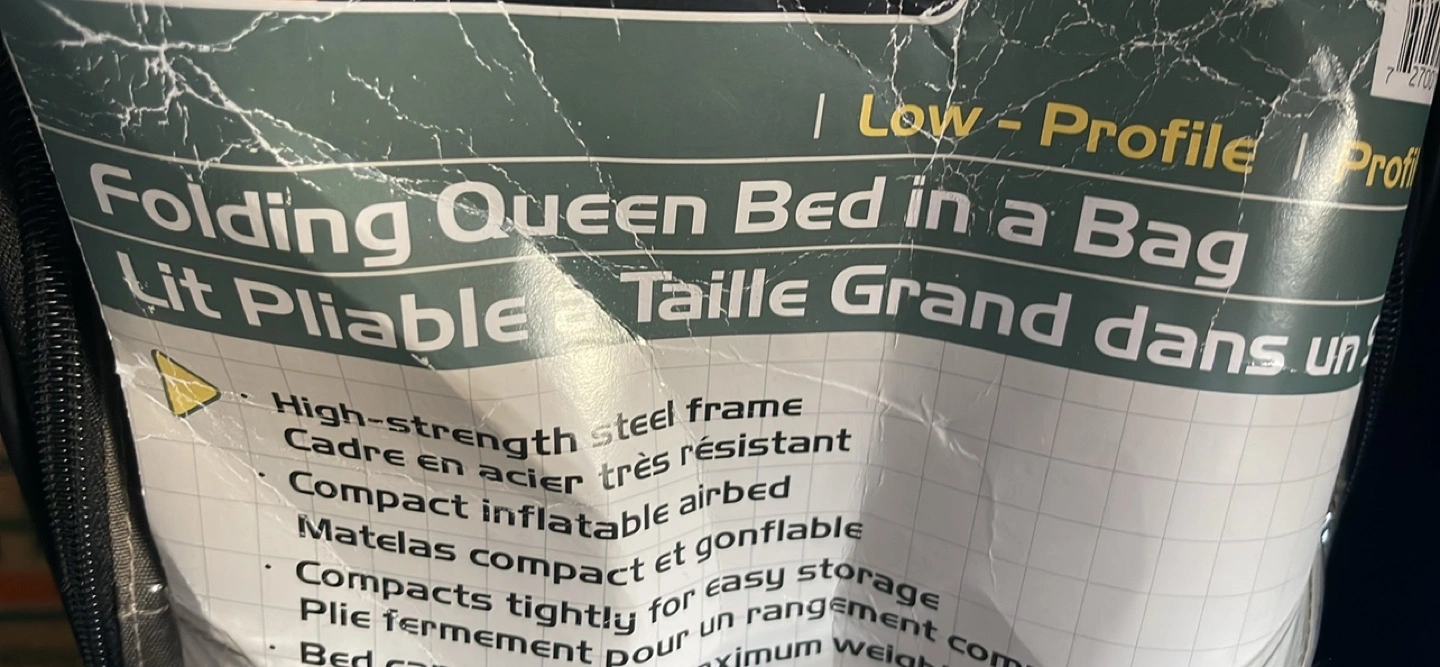 7 270
| Low - Profile |
Folding Queen Bed in a Bag
Lit Pliable Taille Grand dans un
· High-strength steel frame
Cadre en acier très résistant
· Compact inflatable airbed
Matelas compact et gonflable
· Compacts tightly for easy storage
Plie fermement pour un rangement
· Bed